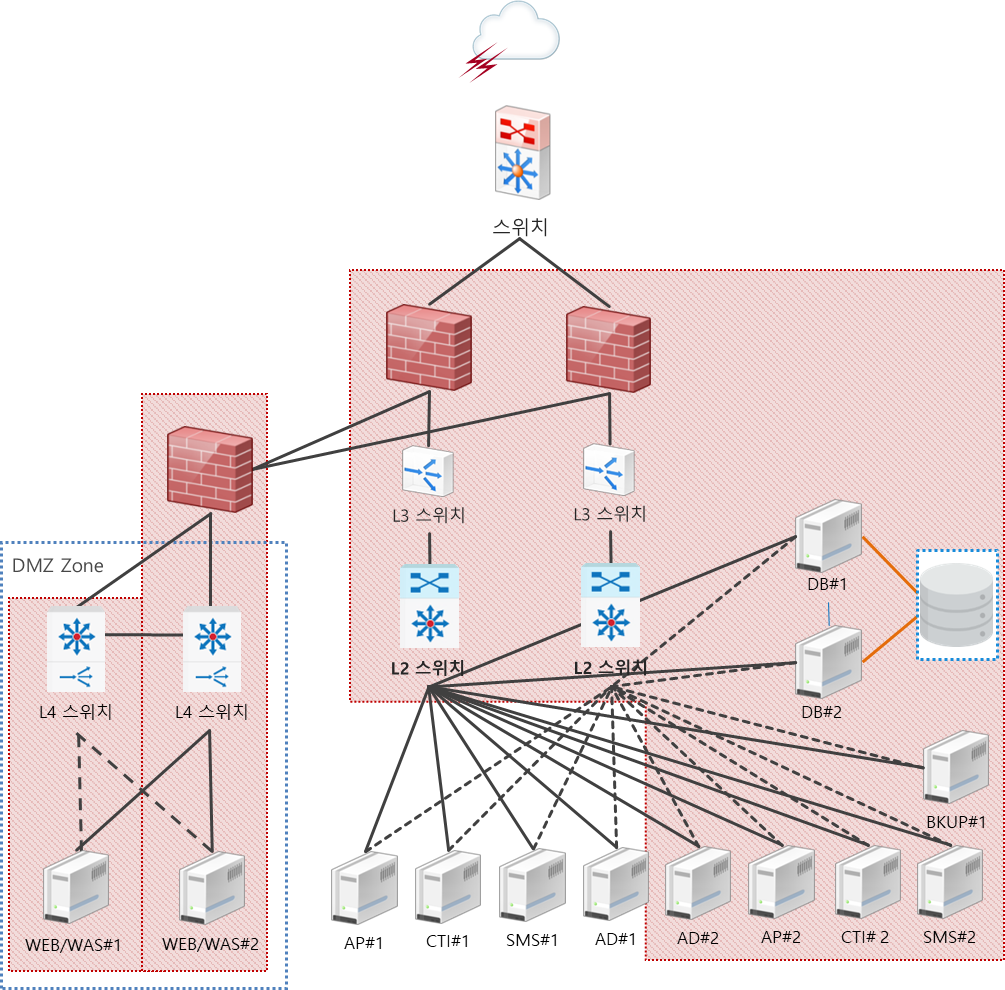 스위치
L3 스위치
L3 스위치
DMZ Zone
DB#1
L2 스위치
L2 스위치
L4 스위치
L4 스위치
DB#2
BKUP#1
WEB/WAS#1
WEB/WAS#2
AP#1
CTI#1
SMS#1
AD#1
AD#2
AP#2
CTI# 2
SMS#2